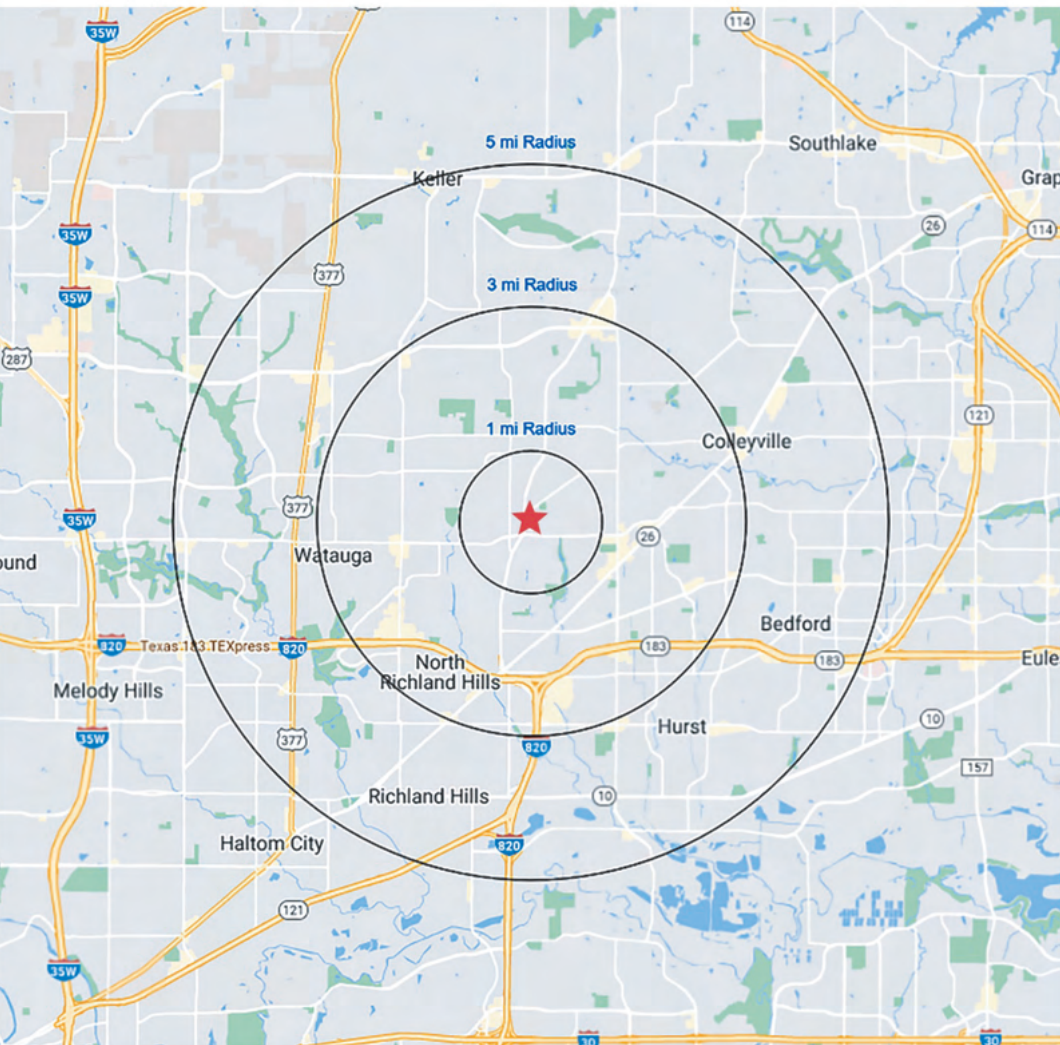 35W
114
5 mi Radius
Southlake
Keller
Grap
26
114
35W
377
3 mi Radius
35W
287
121
1 mi Radius
Colleyville
377
35W
26
Watauga
ound
Bedford
820
Texas 183 TEXpress
820
183
183
North
Richland Hills
Eule
Melody Hills
10
Hurst
35W
377
820
157
Richland Hills
10
Haltom City
820
121
35W
30
30